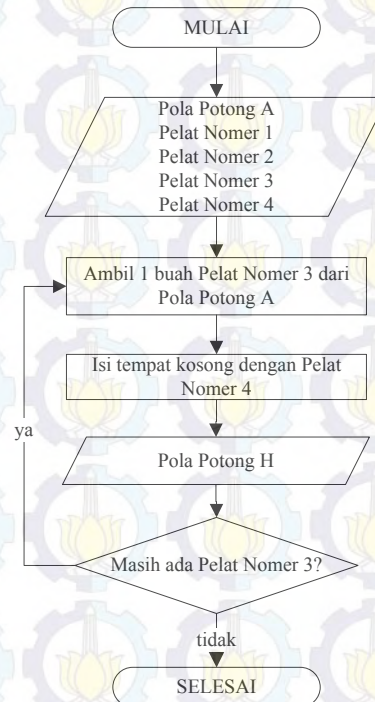 MULAI
Pola Potong A
Pelat Nomer 1
Pelat Nomer 2
Pelat Nomer 3
Pelat Nomer 4
Ambil 1 buah Pelat Nomer 3 dari
Pola Potong A
Isi tempat kosong dengan Pelat
Nomer 4
ya
Pola Potong H
Masih ada Pelat Nomer 3?
tidak
SELESAI